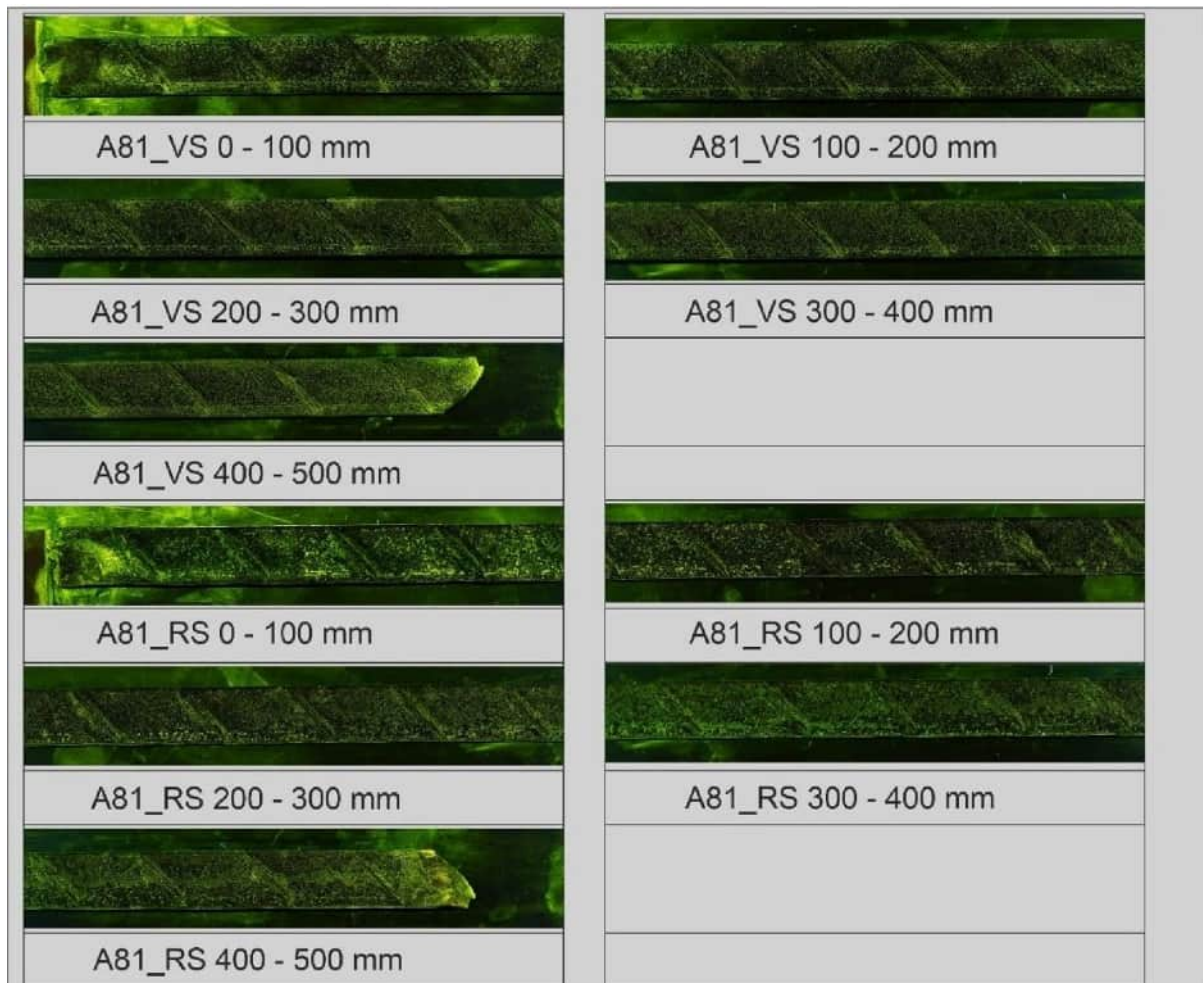 A81_VS 0 - 100 mm
A81_VS 100 - 200 mm
A81_VS 200 - 300 mm
A81_VS 300 - 400 mm
A81_VS 400 - 500 mm
A81_RS 0 - 100 mm
A81_RS 100 - 200 mm
A81_RS 200 - 300 mm
A81_RS 300 - 400 mm
A81_RS 400 - 500 mm